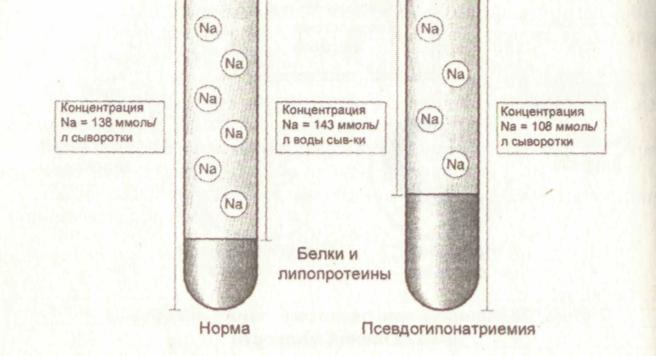 Na
Na
Na
Na
Na
Na
Na
Na
Na
Na
Концентрация
Na = 138 ммоль/
л сыворотки
Концентрация
Na = 143 ммоль/
л воды сыв-ки
Концентрация
Na = 108 ммоль/
л сыворотки
Белки и
липопротеины
Норма
Псевдогипонатриемия